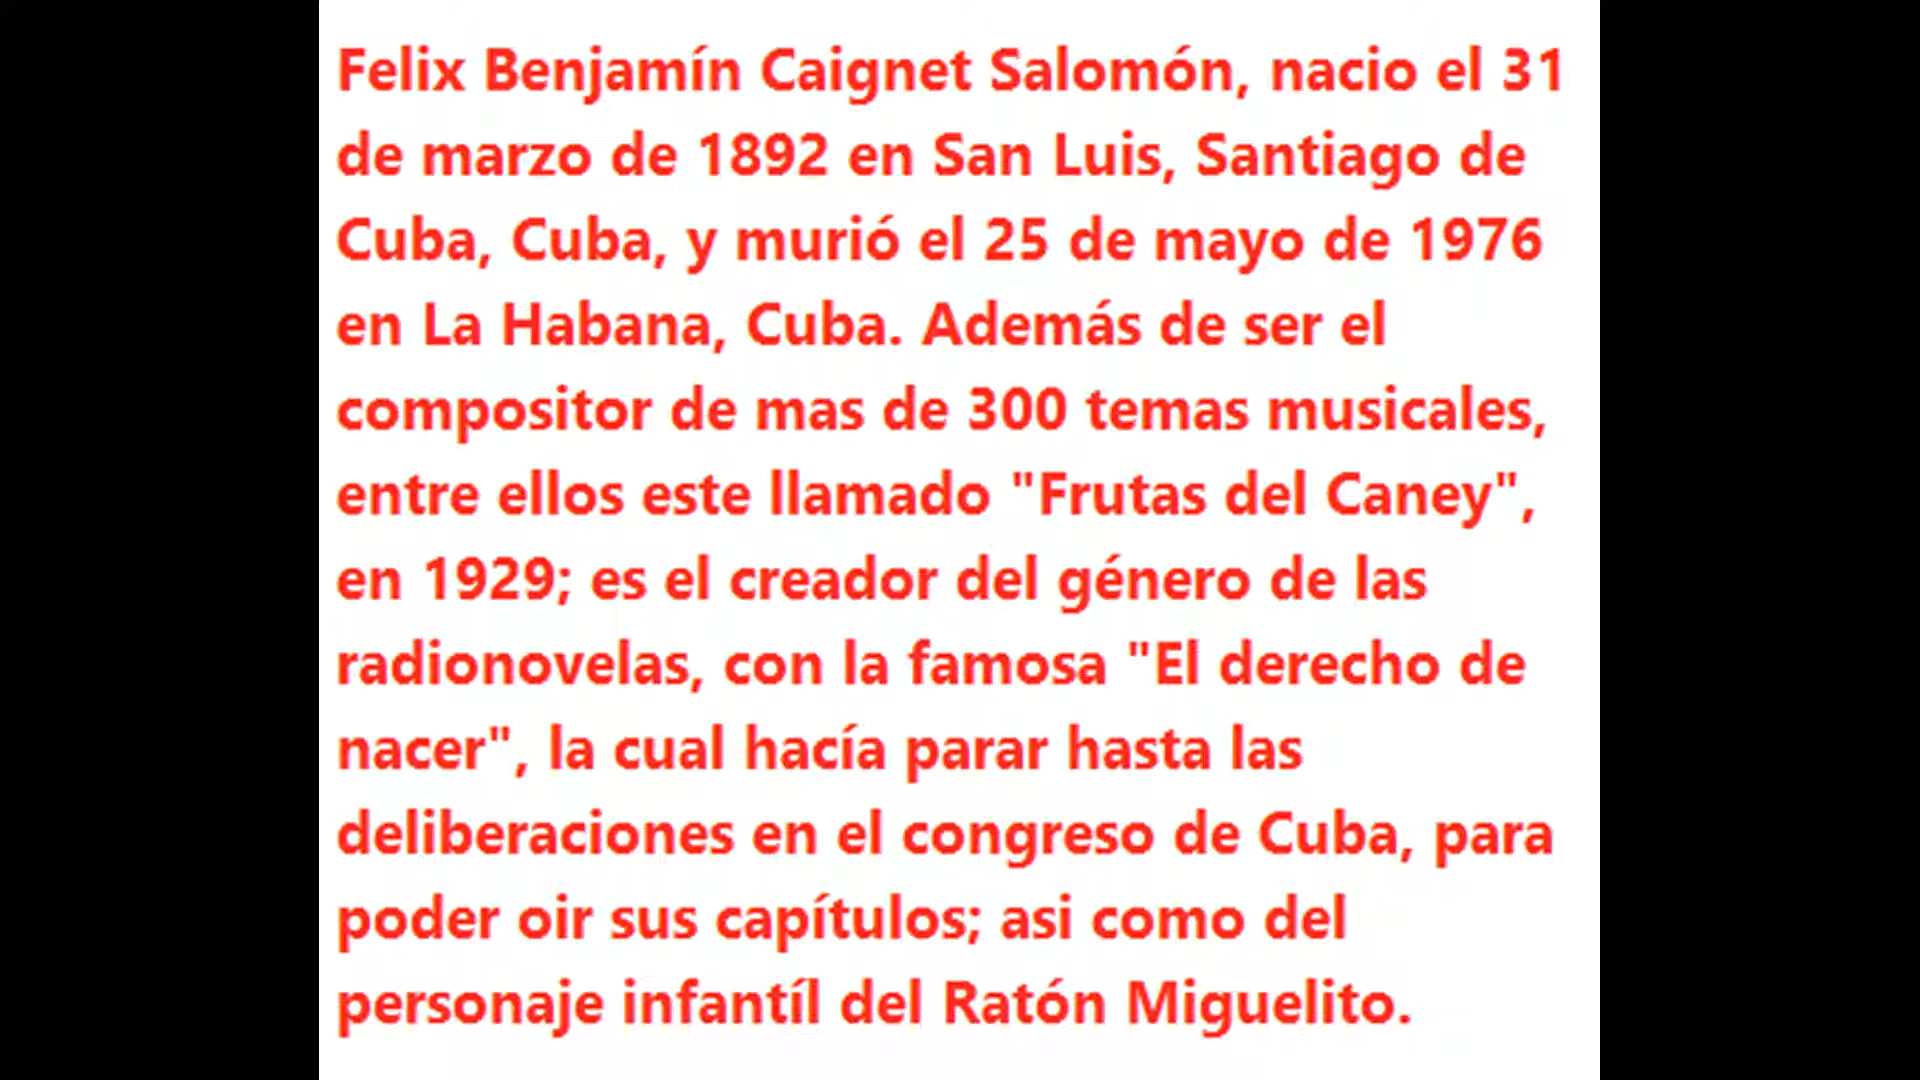 Felix Benjamín Caignet Salomón, nacio el 31
de marzo de 1892 en San Luis, Santiago de
Cuba, Cuba, y murió el 25 de mayo de 1976
en La Habana, Cuba. Además de ser el
compositor de mas de 300 temas musicales,
entre ellos este llamado "Frutas del Caney",
en 1929; es el creador del género de las
radionovelas, con la famosa "El derecho de
nacer", la cual hacía parar hasta las
deliberaciones en el congreso de Cuba, para
poder oir sus capítulos; asi como del
personaje infantíl del Ratón Miguelito.